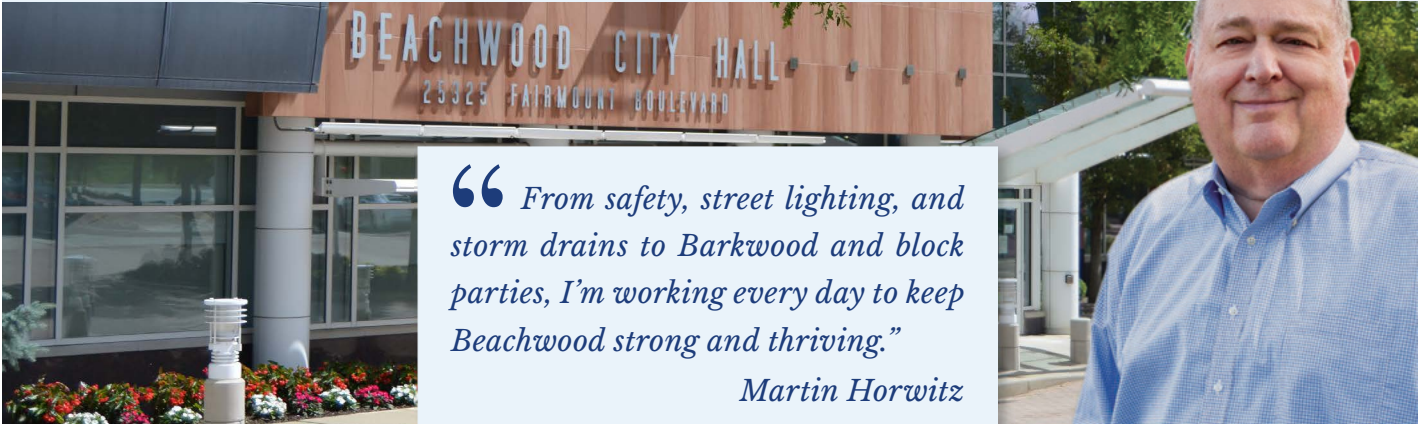 BEACHWOOD CITY HALL
25325 FAIRMOUNT BOULEVARD
“ From safety, street lighting, and
storm drains to Barkwood and block
parties, I’m working every day to keep
Beachwood strong and thriving.”
Martin Horwitz